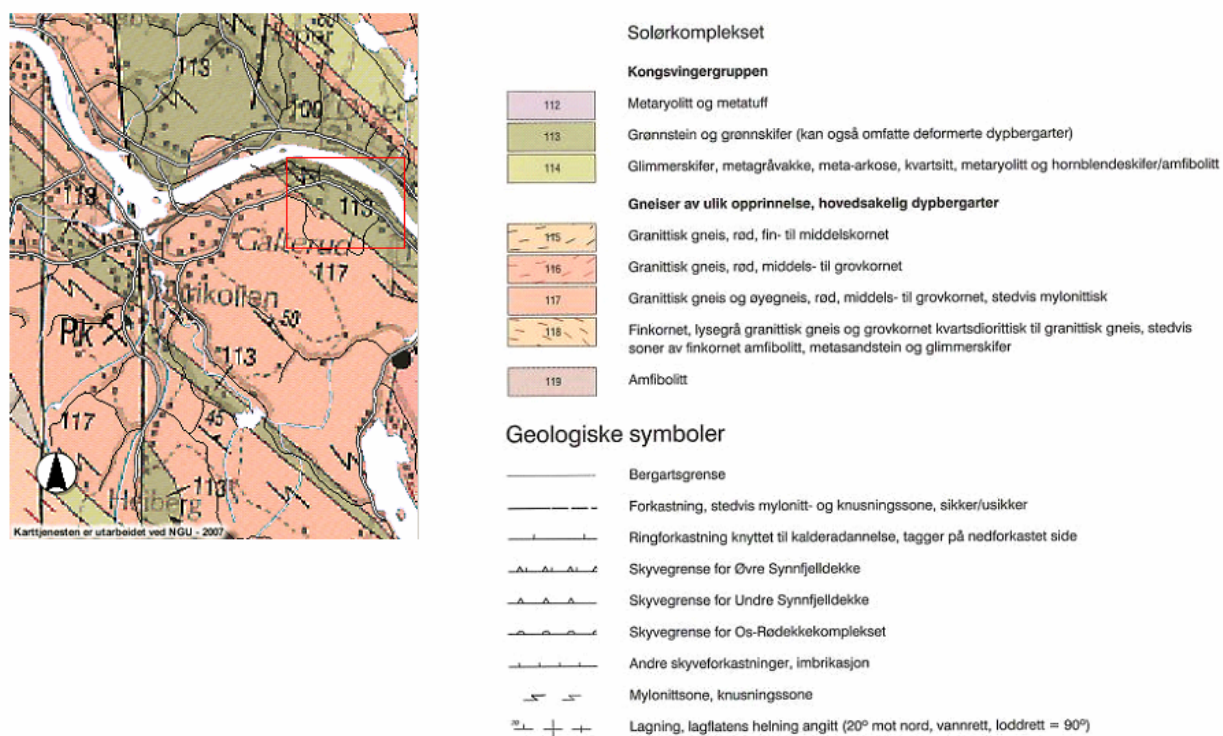 113
100
113
113
Galterud
117
50
Pk
113
117
45
113
Heiberg
Karttjenesten er utarbeidet ved NGU - 2007
Solørkomplekset
Kongsvingergruppen
112 Metaryolitt og metatuff
113 Grønnstein og grønnskifer (kan også omfatte deformerte dypbergarter)
114 Glimmerskifer, metagråvakke, meta-arkose, kvartsitt, metaryolitt og hornblendeskifer/amfibolitt
Gneiser av ulik opprinnelse, hovedsakelig dypbergarter
115 Granittisk gneis, rød, fin- til middelskornet
116 Granittisk gneis, rød, middels- til grovkornet
117 Granittisk gneis og øyegneis, rød, middels- til grovkornet, stedvis mylonittisk
118 Finkornet, lysegrå granittisk gneis og grovkornet kvartsdiorittisk til granittisk gneis, stedvis
soner av finkornet amfibolitt, metasandstein og glimmerskifer
119 Amfibolitt
Geologiske symboler
Bergartsgrense
Forkastning, stedvis mylonitt- og knusningssone, sikker/usikker
Ringforkastning knyttet til kalderadannelse, tagger på nedforkastet side
Skyvegrense for Øvre Synnfjelldekke
Skyvegrense for Undre Synnfjelldekke
Skyvegrense for Os-Rødekkekomplekset
Andre skyveforkastninger, imbrikasjon
Mylonittsone, knusningssone
Lagning, lagflatens helning angitt (20° mot nord, vannrett, loddrett = 90°)